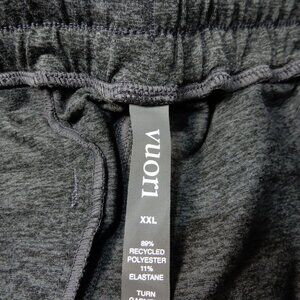 vuori
XXL
89%
RECYCLED
POLYESTER
11%
ELASTANE
TURN